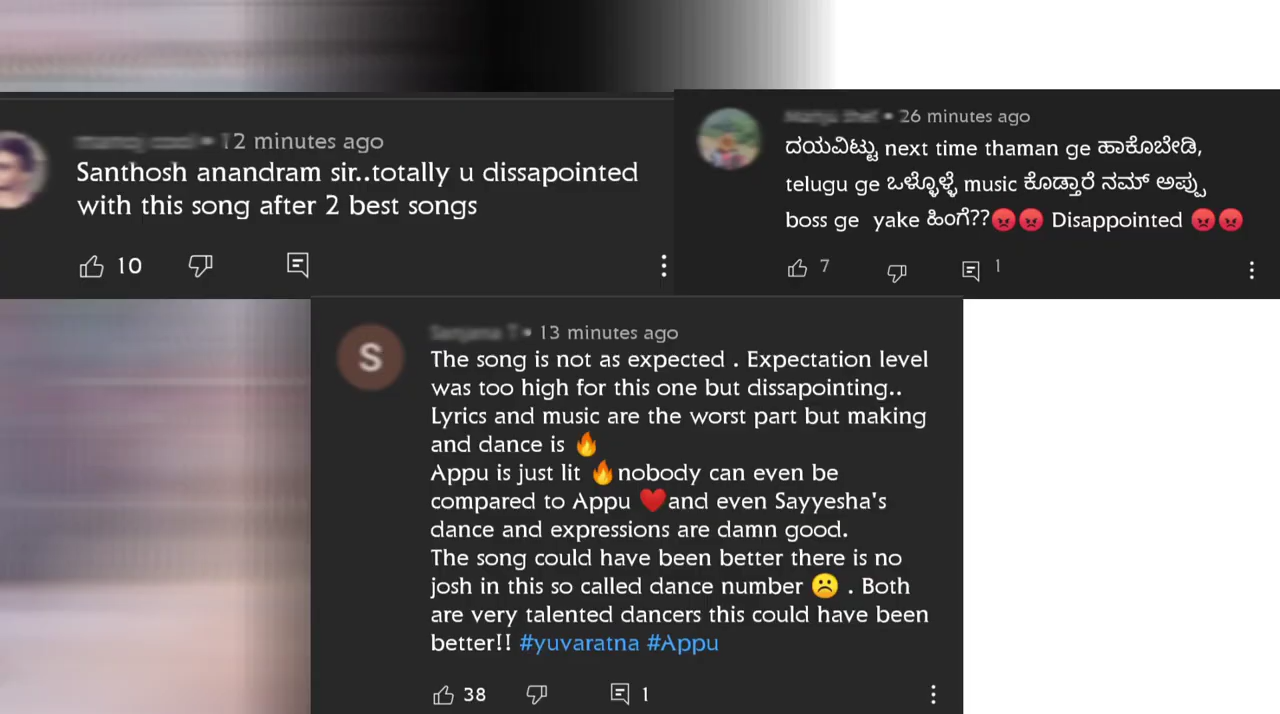 12 minutes ago
Santhosh anandram sir..totally u dissapointed
with this song after 2 best songs
10
26 minutes ago
ದಯವಿಟ್ಟು next time thaman ge ಹಾಕೊಬೇಡಿ,
telugu ge ಒಳ್ಳೊಳ್ಳೆ music ಕೊಡ್ತಾರೆ ನಮ್ ಅಪ್ಪು
boss ge yake ಹಿಂಗೆ??😡😡 Disappointed 😡😡
7
1
S
13 minutes ago
The song is not as expected . Expectation level
was too high for this one but dissapointing..
Lyrics and music are the worst part but making
and dance is 🔥
Appu is just lit 🔥nobody can even be
compared to Appu ❤️and even Sayyesha's
dance and expressions are damn good.
The song could have been better there is no
josh in this so called dance number ☹️ . Both
are very talented dancers this could have been
better!! #yuvaratna #Appu
38
1